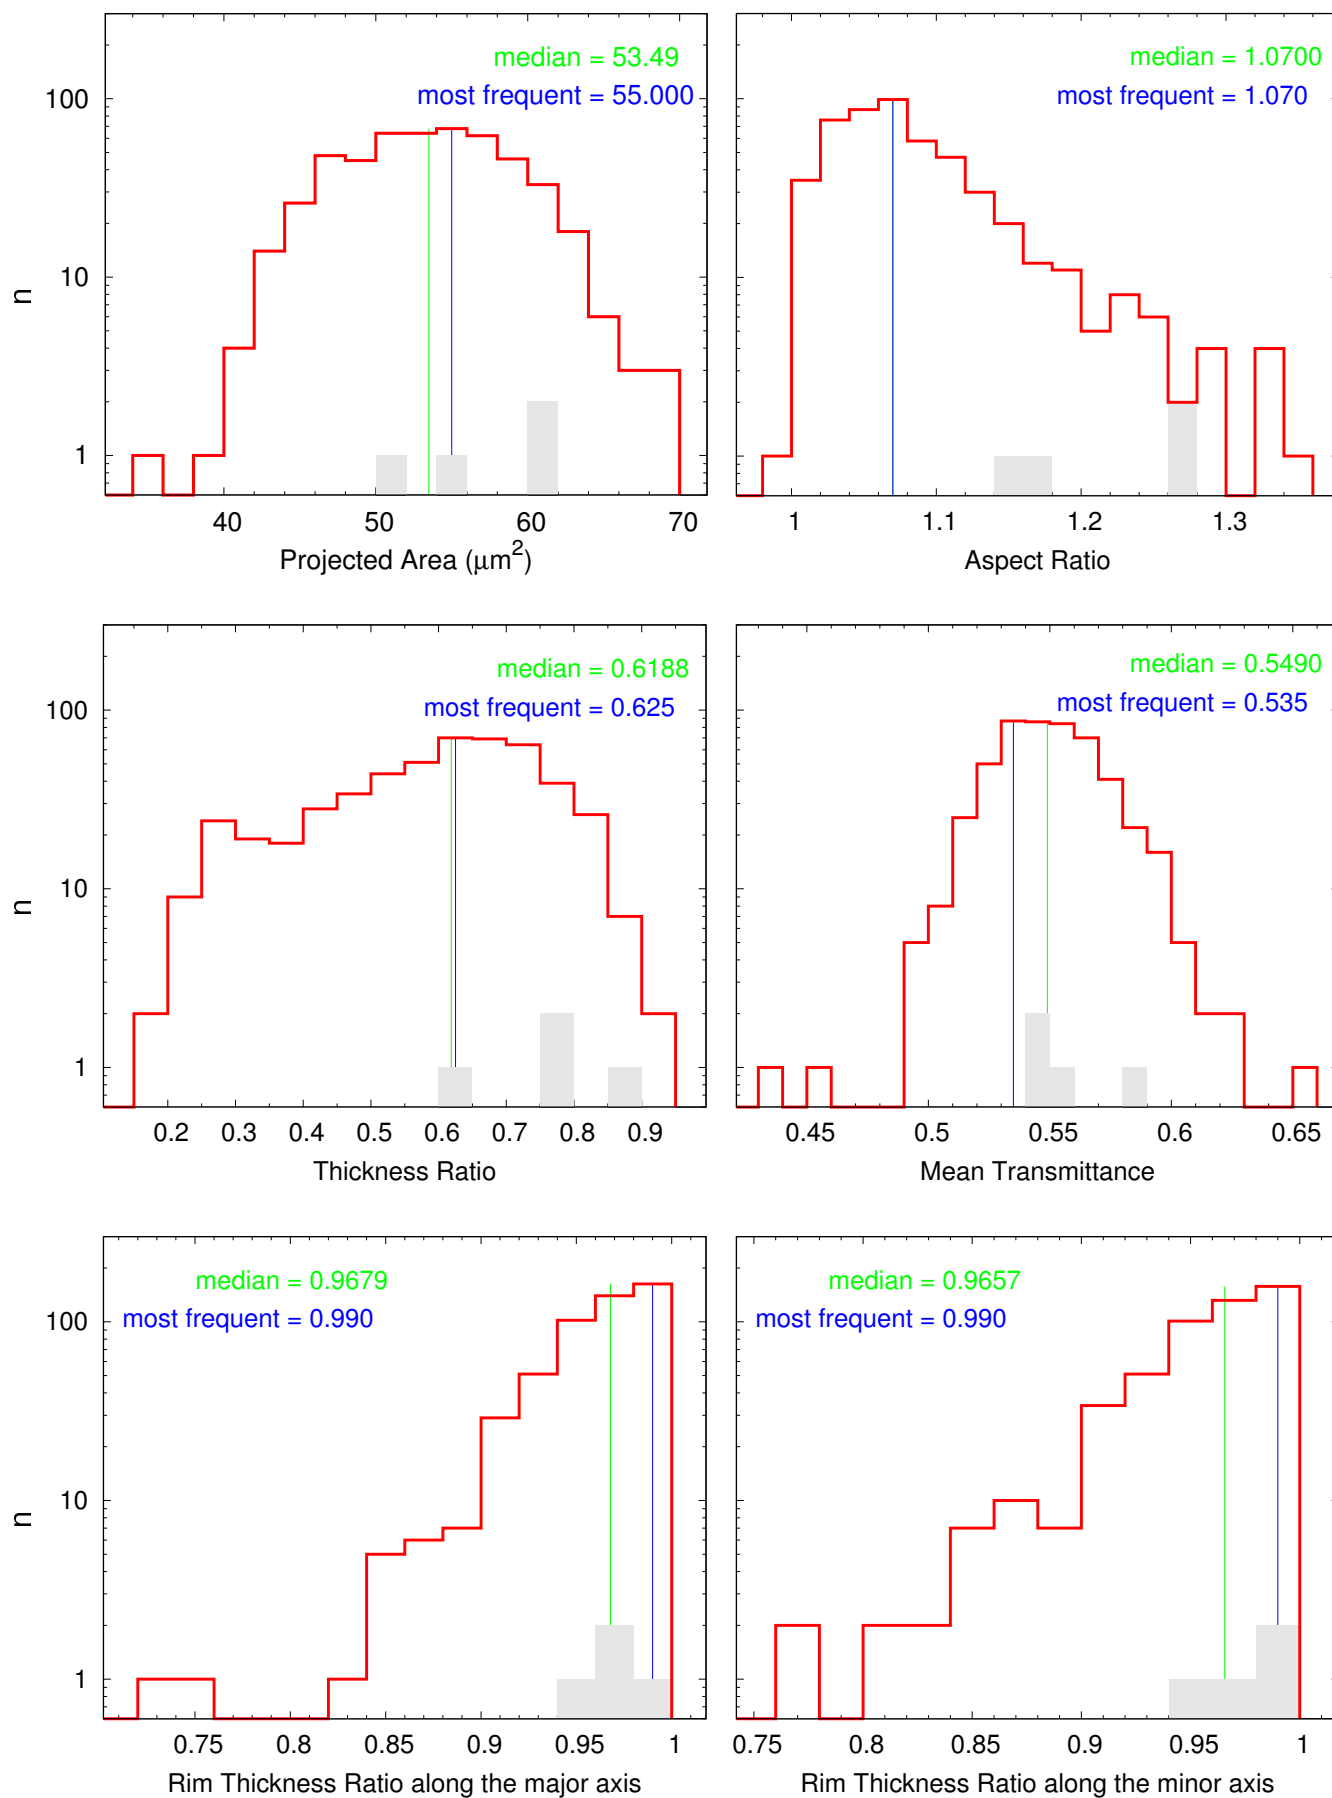 median = 53.49
most frequent = 55.000
100
10
1
n
40 50 60 70
Projected Area (μm²)
median = 1.0700
most frequent = 1.070
1 1.1 1.2 1.3
Aspect Ratio
median = 0.6188
most frequent = 0.625
100
10
1
n
0.2 0.3 0.4 0.5 0.6 0.7 0.8 0.9
Thickness Ratio
median = 0.5490
most frequent = 0.535
0.45 0.5 0.55 0.6 0.65
Mean Transmittance
median = 0.9679
most frequent = 0.990
100
10
1
n
0.75 0.8 0.85 0.9 0.95 1
Rim Thickness Ratio along the major axis
median = 0.9657
most frequent = 0.990
0.75 0.8 0.85 0.9 0.95 1
Rim Thickness Ratio along the minor axis